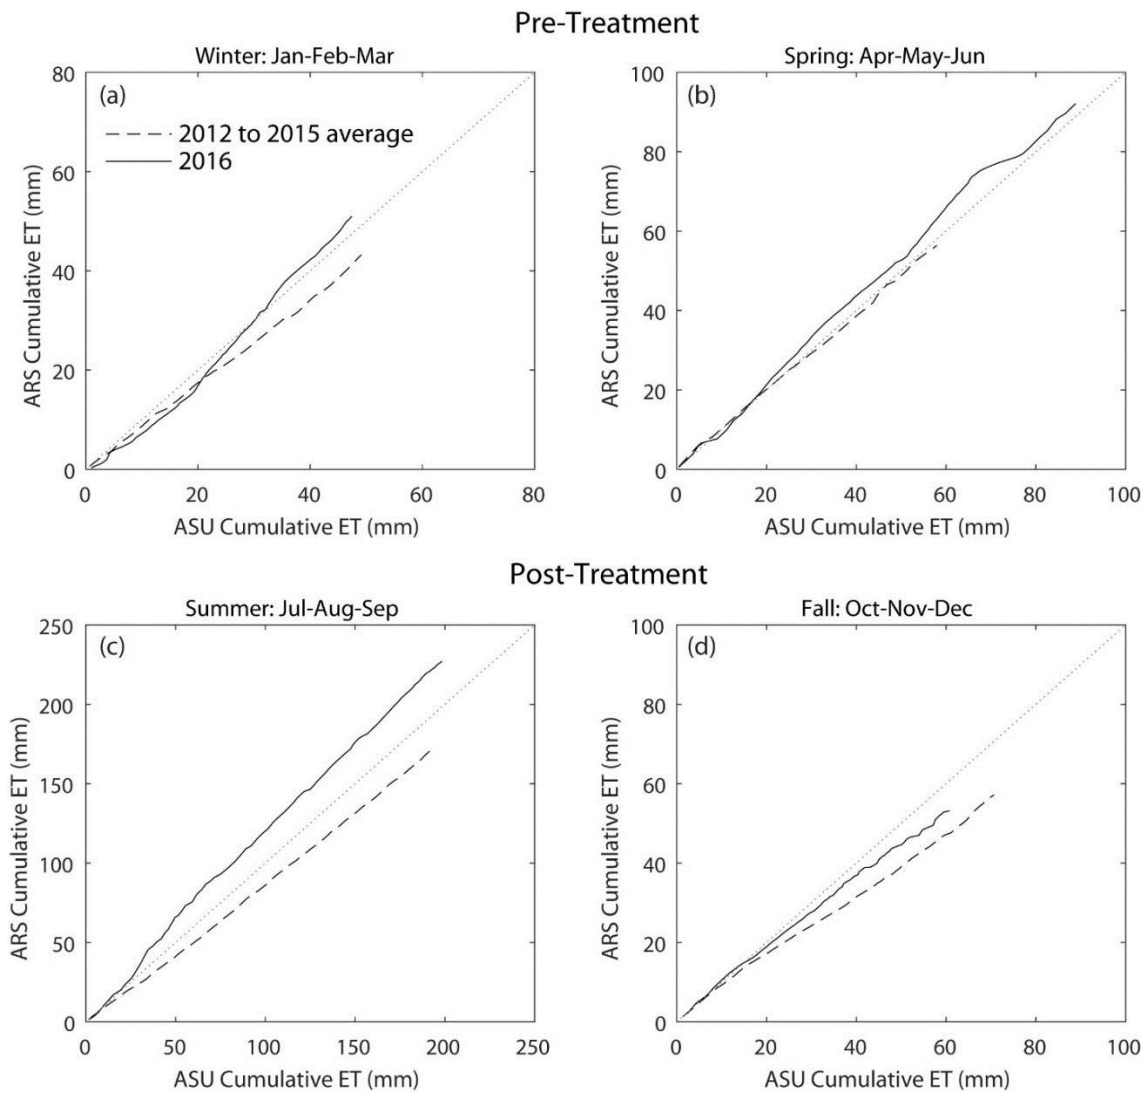 Pre-Treatment
Winter: Jan-Feb-Mar
(a)
2012 to 2015 average
2016
80
60
40
20
0
ARS Cumulative ET (mm)
0 20 40 60 80
ASU Cumulative ET (mm)
Spring: Apr-May-Jun
(b)
100
80
60
40
20
0
ARS Cumulative ET (mm)
0 20 40 60 80 100
ASU Cumulative ET (mm)
Post-Treatment
Summer: Jul-Aug-Sep
(c)
250
200
150
100
50
0
ARS Cumulative ET (mm)
0 50 100 150 200 250
ASU Cumulative ET (mm)
Fall: Oct-Nov-Dec
(d)
100
80
60
40
20
0
ARS Cumulative ET (mm)
0 20 40 60 80 100
ASU Cumulative ET (mm)